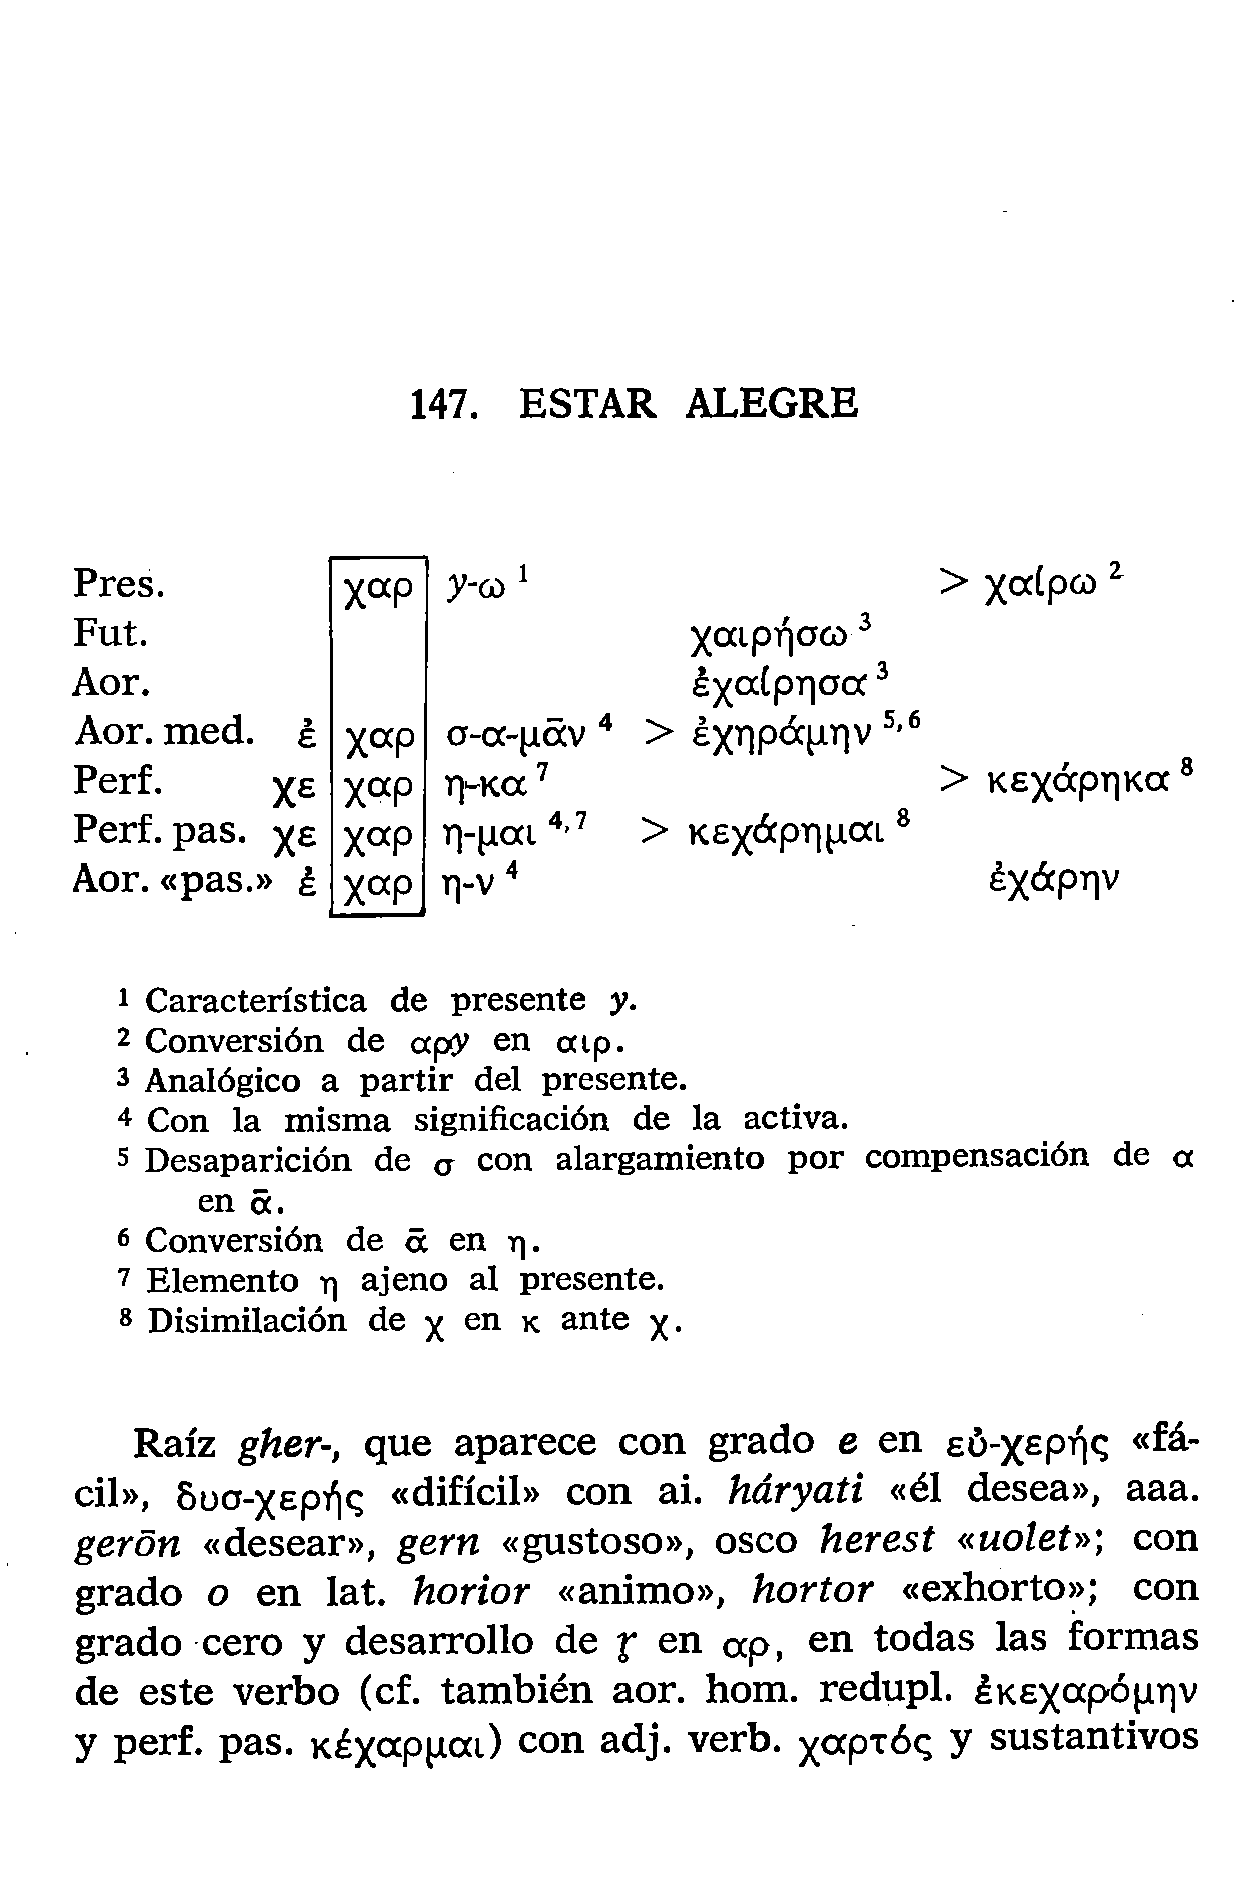 147. ESTAR ALEGRE
Pres. χαρ y-ω ¹ > χαίρω ²
Fut. χαιρήσω ³
Aor. ἐχαίρησα ³
Aor. med. ἐ χαρ σ-α-μᾱν ⁴ > ἐχηράμην ⁵,⁶
Perf. χε χαρ η-κα ⁷ > κεχάρηκα ⁸
Perf. pas. χε χαρ η-μαι ⁴,⁷ > κεχάρημαι ⁸
Aor. «pas.» ἐ χαρ η-ν ⁴ ἐχάρην
¹ Característica de presente y.
² Conversión de αρy en αιρ.
³ Analógico a partir del presente.
⁴ Con la misma significación de la activa.
⁵ Desaparición de σ con alargamiento por compensación de α
en ᾱ.
⁶ Conversión de ᾱ en η.
⁷ Elemento η ajeno al presente.
⁸ Disimilación de χ en κ ante χ.
Raíz gher-, que aparece con grado e en εὐ-χερής «fá-
cil», δυσ-χερής «difícil» con ai. háryati «él desea», aaa.
gerōn «desear», gern «gustoso», osco herest «uolet»; con
grado o en lat. horior «animo», hortor «exhorto»; con
grado cero y desarrollo de r̥ en αρ, en todas las formas
de este verbo (cf. también aor. hom. redupl. ἐκεχαρόμην
y perf. pas. κέχαρμαι) con adj. verb. χαρτός y sustantivos